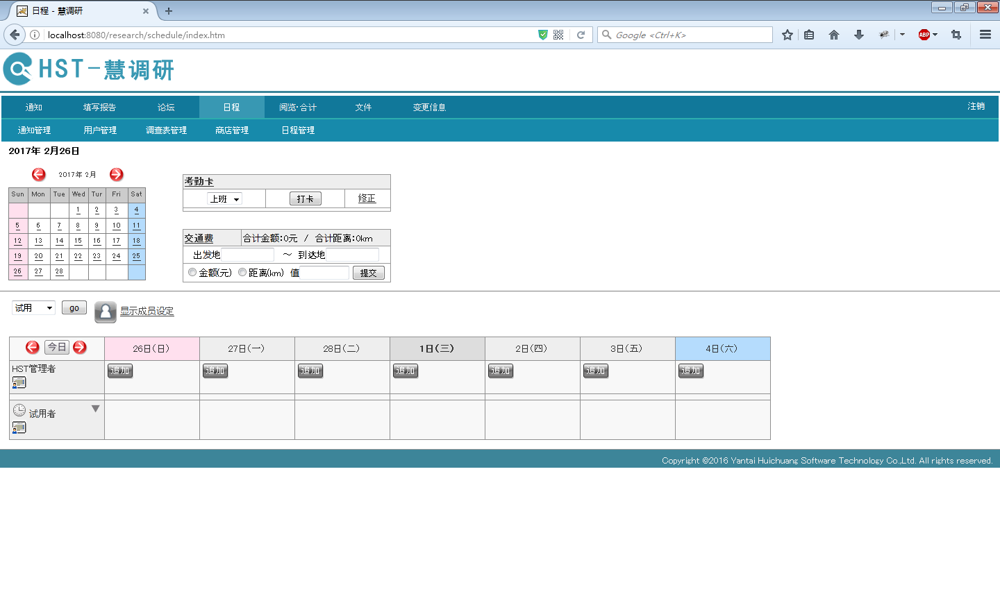 日程 - 慧调研
localhost:8080/research/schedule/index.htm
Google <Ctrl+K>
ABP
HST-慧调研
通知 填写报告 论坛 日程 阅览·合计 文件 变更信息 注销
通知管理 用户管理 调查表管理 商店管理 日程管理
2017年 2月26日
2017年 2月
Sun Mon Tue Wed Tur Fri Sat
1 2 3 4
5 6 7 8 9 10 11
12 13 14 15 16 17 18
19 20 21 22 23 24 25
26 27 28
考勤卡
上班 打卡 修正
交通费 合计金额:0元 / 合计距离:0km
出发地 ～ 到达地
金额(元) 距离(km) 值 提交
试用 go 显示成员设定
今日 26日(日) 27日(一) 28日(二) 1日(三) 2日(四) 3日(五) 4日(六)
HST管理者 追加 追加 追加 追加 追加 追加 追加
试用者
Copyright ©2016 Yantai Huichuang Software Technology Co.,Ltd. All rights reserved.